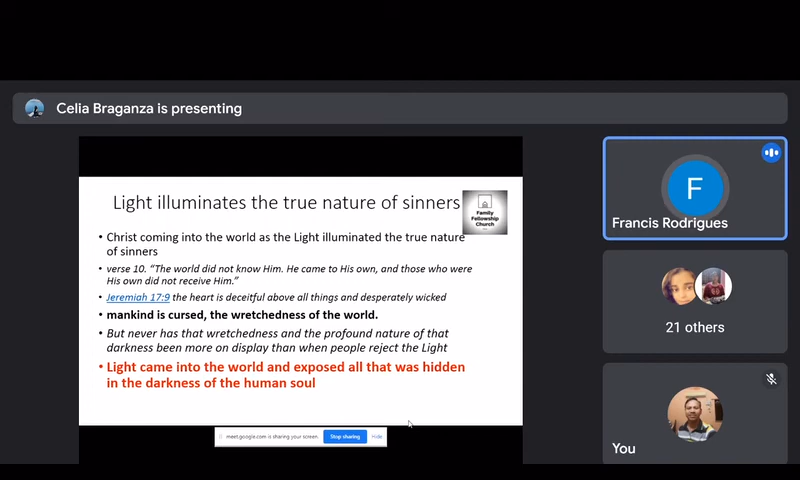 Celia Braganza is presenting
Light illuminates the true nature of sinners
Family
Fellowship
Church
• Christ coming into the world as the Light illuminated the true nature
of sinners
• verse 10. “The world did not know Him. He came to His own, and those who were
His own did not receive Him.”
• Jeremiah 17:9 the heart is deceitful above all things and desperately wicked
• mankind is cursed, the wretchedness of the world.
• But never has that wretchedness and the profound nature of that
darkness been more on display than when people reject the Light
• Light came into the world and exposed all that was hidden
in the darkness of the human soul
meet.google.com is sharing your screen.
Stop sharing
Hide
F
Francis Rodrigues
21 others
You